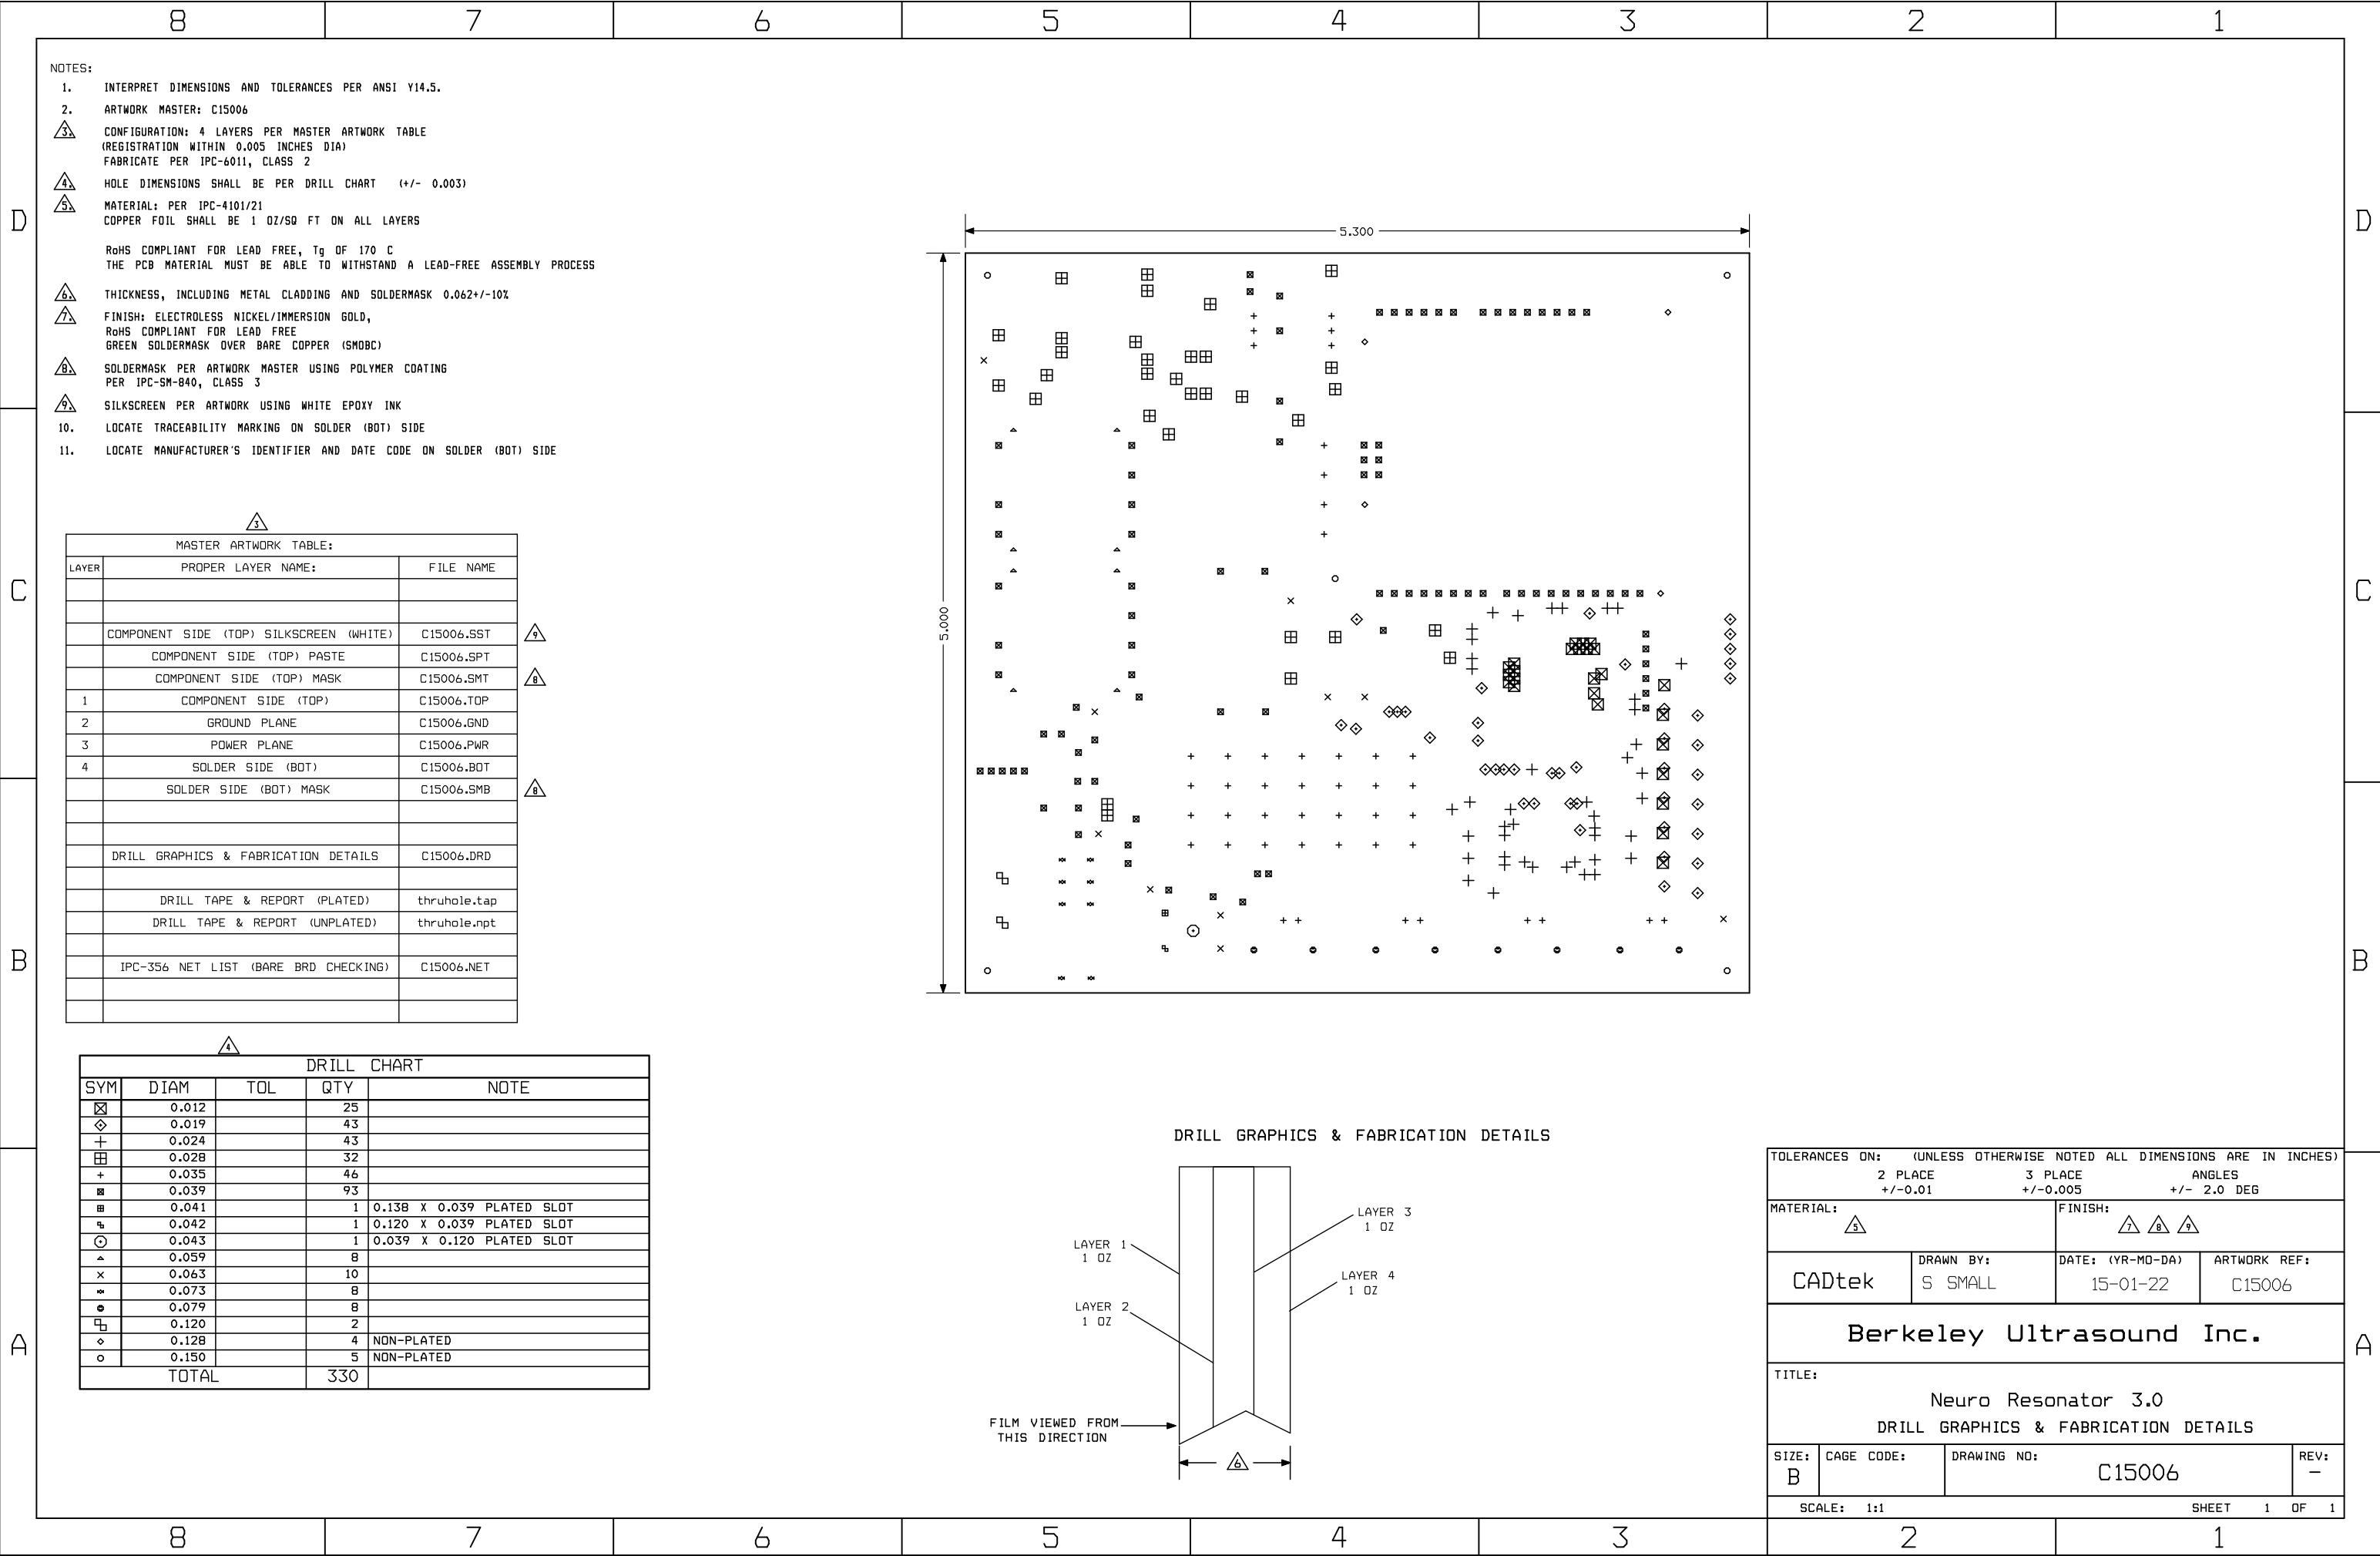 8 7 6 5 4 3 2 1
D
C
B
A
NOTES:
1. INTERPRET DIMENSIONS AND TOLERANCES PER ANSI Y14.5.
2. ARTWORK MASTER: C15006
3. CONFIGURATION: 4 LAYERS PER MASTER ARTWORK TABLE
(REGISTRATION WITHIN 0.005 INCHES DIA)
FABRICATE PER IPC-6011, CLASS 2
4. HOLE DIMENSIONS SHALL BE PER DRILL CHART (+/- 0.003)
5. MATERIAL: PER IPC-4101/21
COPPER FOIL SHALL BE 1 OZ/SQ FT ON ALL LAYERS
RoHS COMPLIANT FOR LEAD FREE, Tg OF 170 C
THE PCB MATERIAL MUST BE ABLE TO WITHSTAND A LEAD-FREE ASSEMBLY PROCESS
6. THICKNESS, INCLUDING METAL CLADDING AND SOLDERMASK 0.062+/-10%
7. FINISH: ELECTROLESS NICKEL/IMMERSION GOLD,
RoHS COMPLIANT FOR LEAD FREE
GREEN SOLDERMASK OVER BARE COPPER (SMOBC)
8. SOLDERMASK PER ARTWORK MASTER USING POLYMER COATING
PER IPC-SM-840, CLASS 3
9. SILKSCREEN PER ARTWORK USING WHITE EPOXY INK
10. LOCATE TRACEABILITY MARKING ON SOLDER (BOT) SIDE
11. LOCATE MANUFACTURER'S IDENTIFIER AND DATE CODE ON SOLDER (BOT) SIDE
3
MASTER ARTWORK TABLE:
LAYER PROPER LAYER NAME: FILE NAME
COMPONENT SIDE (TOP) SILKSCREEN (WHITE) C15006.SST 9
COMPONENT SIDE (TOP) PASTE C15006.SPT
COMPONENT SIDE (TOP) MASK C15006.SMT 8
1 COMPONENT SIDE (TOP) C15006.TOP
2 GROUND PLANE C15006.GND
3 POWER PLANE C15006.PWR
4 SOLDER SIDE (BOT) C15006.BOT
SOLDER SIDE (BOT) MASK C15006.SMB 8
DRILL GRAPHICS & FABRICATION DETAILS C15006.DRD
DRILL TAPE & REPORT (PLATED) thruhole.tap
DRILL TAPE & REPORT (UNPLATED) thruhole.npt
IPC-356 NET LIST (BARE BRD CHECKING) C15006.NET
4
DRILL CHART
SYM DIAM TOL QTY NOTE
0.012 25
0.019 43
0.024 43
0.028 32
0.035 46
0.039 93
0.041 1 0.138 X 0.039 PLATED SLOT
0.042 1 0.120 X 0.039 PLATED SLOT
0.043 1 0.039 X 0.120 PLATED SLOT
0.059 8
0.063 10
0.073 8
0.079 8
0.120 2
0.128 4 NON-PLATED
0.150 5 NON-PLATED
TOTAL 330
5.300
5.000
DRILL GRAPHICS & FABRICATION DETAILS
LAYER 3
1 OZ
LAYER 1
1 OZ
LAYER 4
1 OZ
LAYER 2
1 OZ
FILM VIEWED FROM
THIS DIRECTION
6
TOLERANCES ON: (UNLESS OTHERWISE NOTED ALL DIMENSIONS ARE IN INCHES)
2 PLACE 3 PLACE ANGLES
+/-0.01 +/-0.005 +/- 2.0 DEG
MATERIAL: FINISH:
5 7 8 9
DRAWN BY: DATE: (YR-MO-DA) ARTWORK REF:
CADtek S SMALL 15-01-22 C15006
Berkeley Ultrasound Inc.
TITLE:
Neuro Resonator 3.0
DRILL GRAPHICS & FABRICATION DETAILS
SIZE: CAGE CODE: DRAWING NO: REV:
B C15006 -
SCALE: 1:1 SHEET 1 OF 1
D
C
B
A
8 7 6 5 4 3 2 1